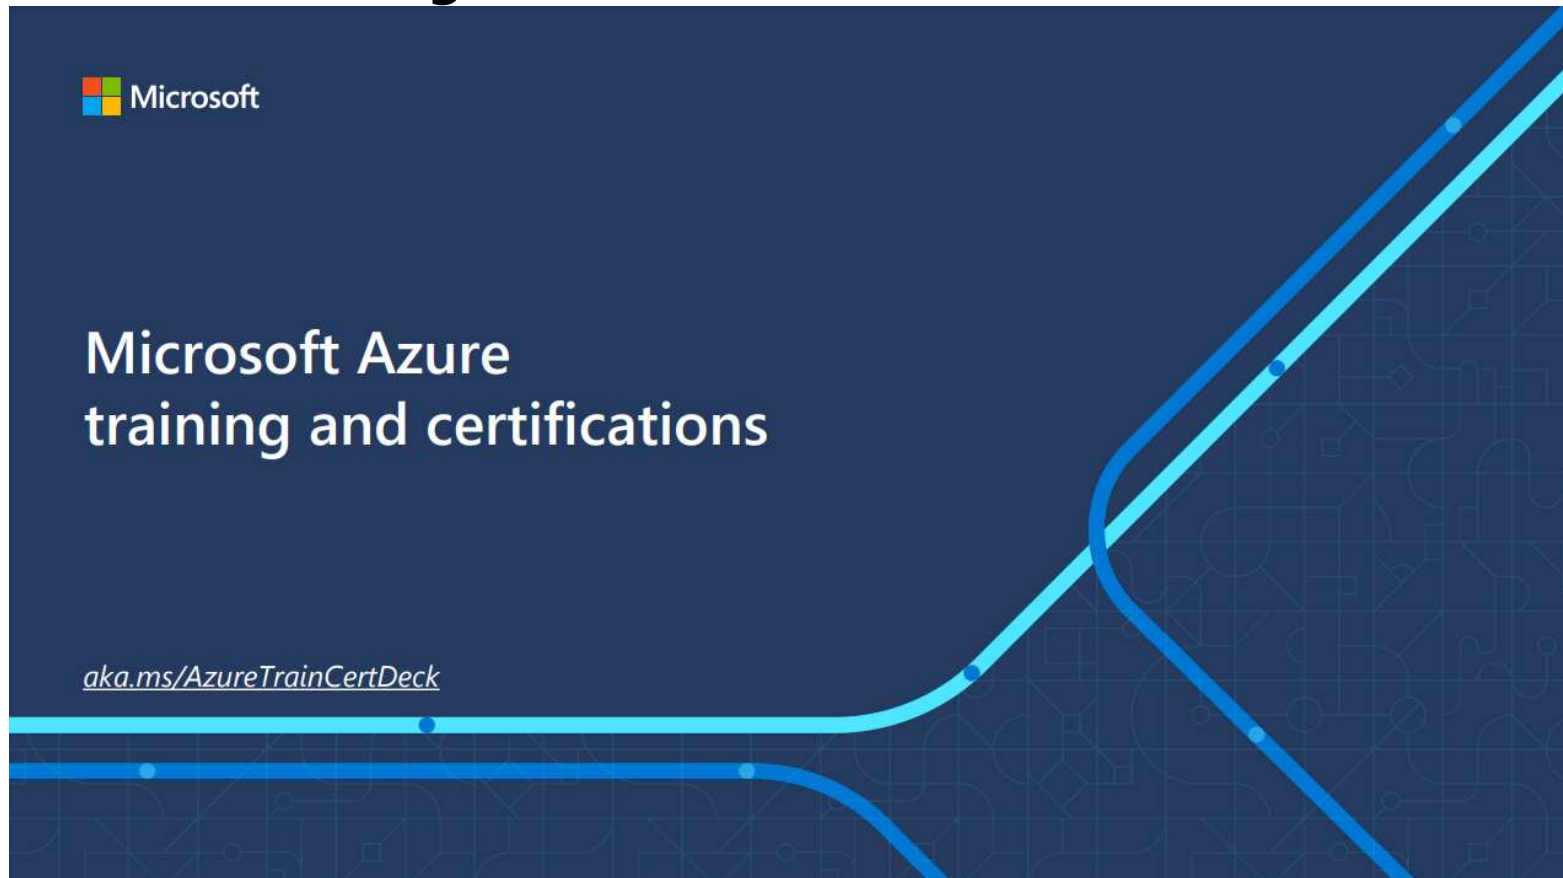 Microsoft
Microsoft Azure
training and certifications
aka.ms/AzureTrainCertDeck